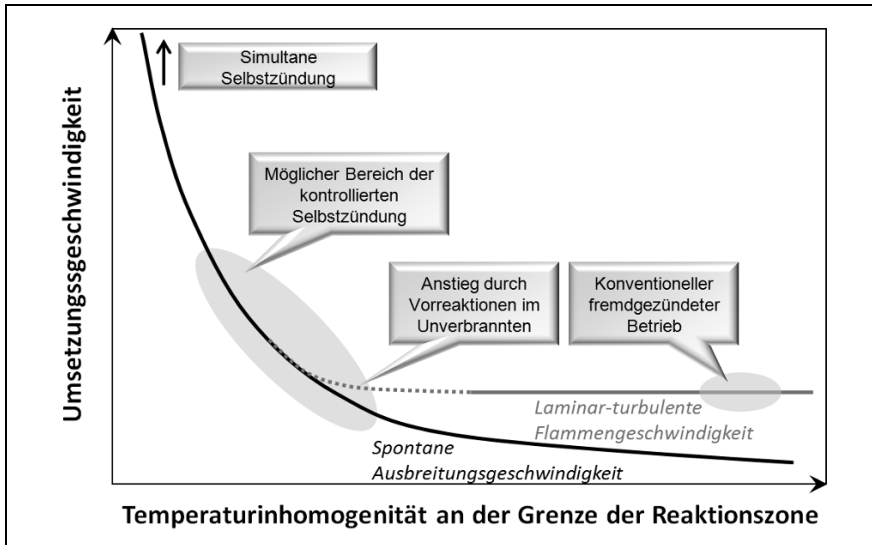 Simultane
Selbstzündung
Möglicher Bereich der
kontrollierten
Selbstzündung
Anstieg durch
Vorreaktionen im
Unverbrannten
Konventioneller
fremdgezündeter
Betrieb
Umsetzungssgeschwindigkeit
Laminar-turbulente
Flammengeschwindigkeit
Spontane
Ausbreitungsgeschwindigkeit
Temperaturinhomogenität an der Grenze der Reaktionszone